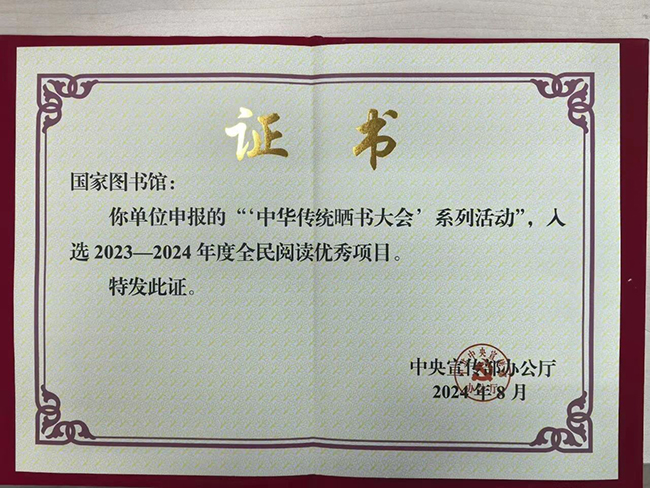 证 书
国家图书馆：
你单位申报的“‘中华传统晒书大会’系列活动”，入
选 2023—2024 年度全民阅读优秀项目。
特发此证。
中央宣传部办公厅
2024 年 8 月